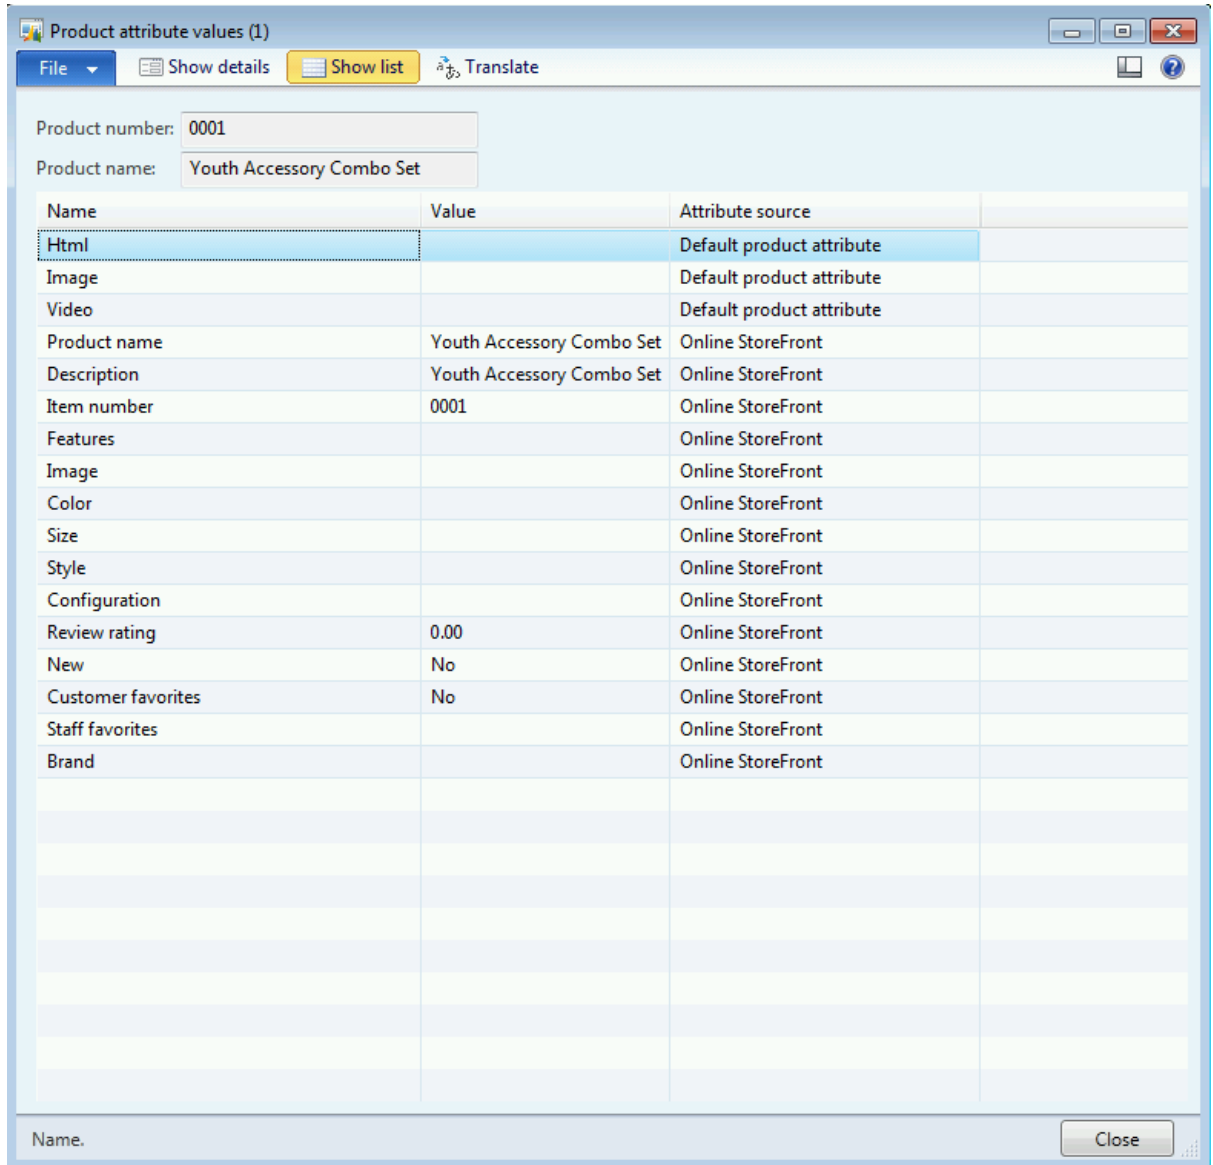 Product attribute values (1)
File Show details Show list Translate
Product number: 0001
Product name: Youth Accessory Combo Set
Name Value Attribute source
Html Default product attribute
Image Default product attribute
Video Default product attribute
Product name Youth Accessory Combo Set Online StoreFront
Description Youth Accessory Combo Set Online StoreFront
Item number 0001 Online StoreFront
Features Online StoreFront
Image Online StoreFront
Color Online StoreFront
Size Online StoreFront
Style Online StoreFront
Configuration Online StoreFront
Review rating 0.00 Online StoreFront
New No Online StoreFront
Customer favorites No Online StoreFront
Staff favorites Online StoreFront
Brand Online StoreFront
Name. Close